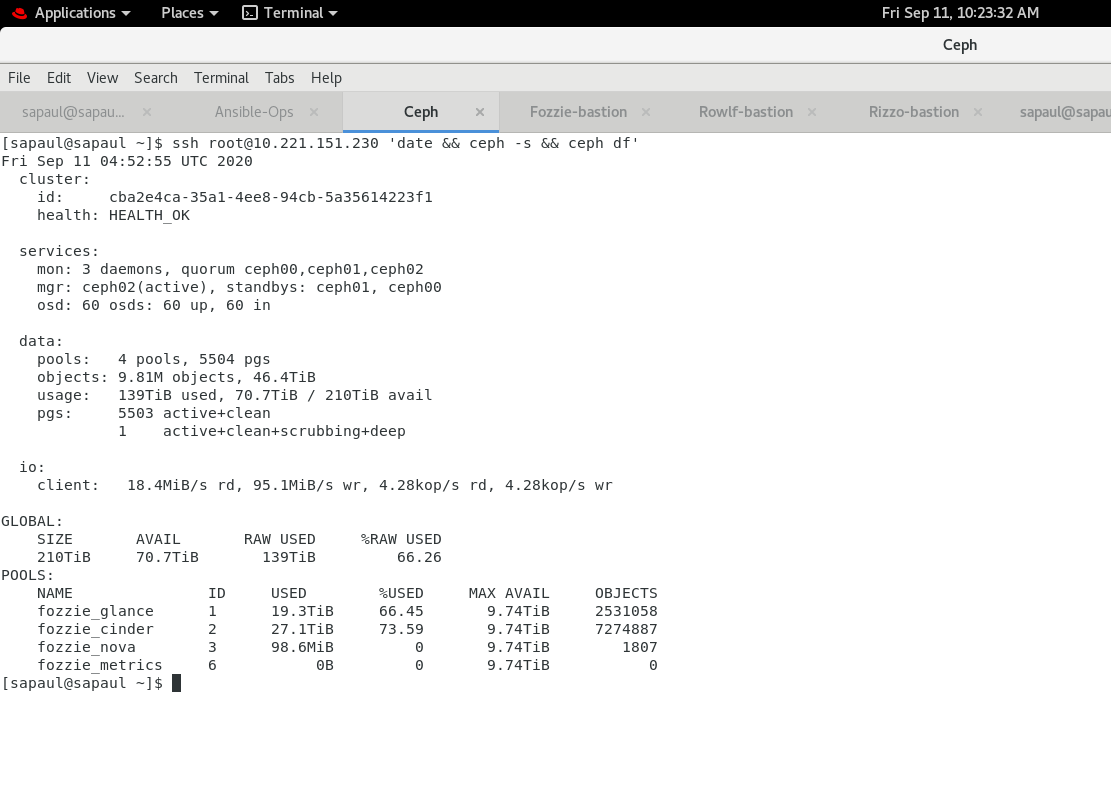 Applications Places Terminal Fri Sep 11, 10:23:32 AM
Ceph
File Edit View Search Terminal Tabs Help
sapaul@sapau... × Ansible-Ops × Ceph × Fozzie-bastion × Rowlf-bastion × Rizzo-bastion × sapaul@sapau
[sapaul@sapaul ~]$ ssh root@10.221.151.230 'date && ceph -s && ceph df'
Fri Sep 11 04:52:55 UTC 2020
  cluster:
    id:     cba2e4ca-35a1-4ee8-94cb-5a35614223f1
    health: HEALTH_OK

  services:
    mon: 3 daemons, quorum ceph00,ceph01,ceph02
    mgr: ceph02(active), standbys: ceph01, ceph00
    osd: 60 osds: 60 up, 60 in

  data:
    pools:   4 pools, 5504 pgs
    objects: 9.81M objects, 46.4TiB
    usage:   139TiB used, 70.7TiB / 210TiB avail
    pgs:     5503 active+clean
             1    active+clean+scrubbing+deep

  io:
    client:   18.4MiB/s rd, 95.1MiB/s wr, 4.28kop/s rd, 4.28kop/s wr

GLOBAL:
    SIZE       AVAIL       RAW USED     %RAW USED
    210TiB     70.7TiB       139TiB         66.26
POOLS:
    NAME               ID     USED        %USED     MAX AVAIL     OBJECTS
    fozzie_glance      1      19.3TiB     66.45       9.74TiB     2531058
    fozzie_cinder      2      27.1TiB     73.59       9.74TiB     7274887
    fozzie_nova        3      98.6MiB         0       9.74TiB        1807
    fozzie_metrics     6           0B         0       9.74TiB           0
[sapaul@sapaul ~]$